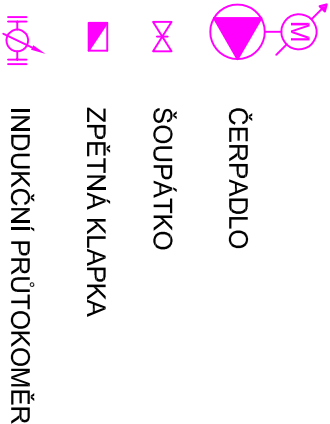 M
ČERPADLO
ŠOUPÁTKO
ZPĚTNÁ KLAPKA
INDUKČNÍ PRŮTOKOMĚR